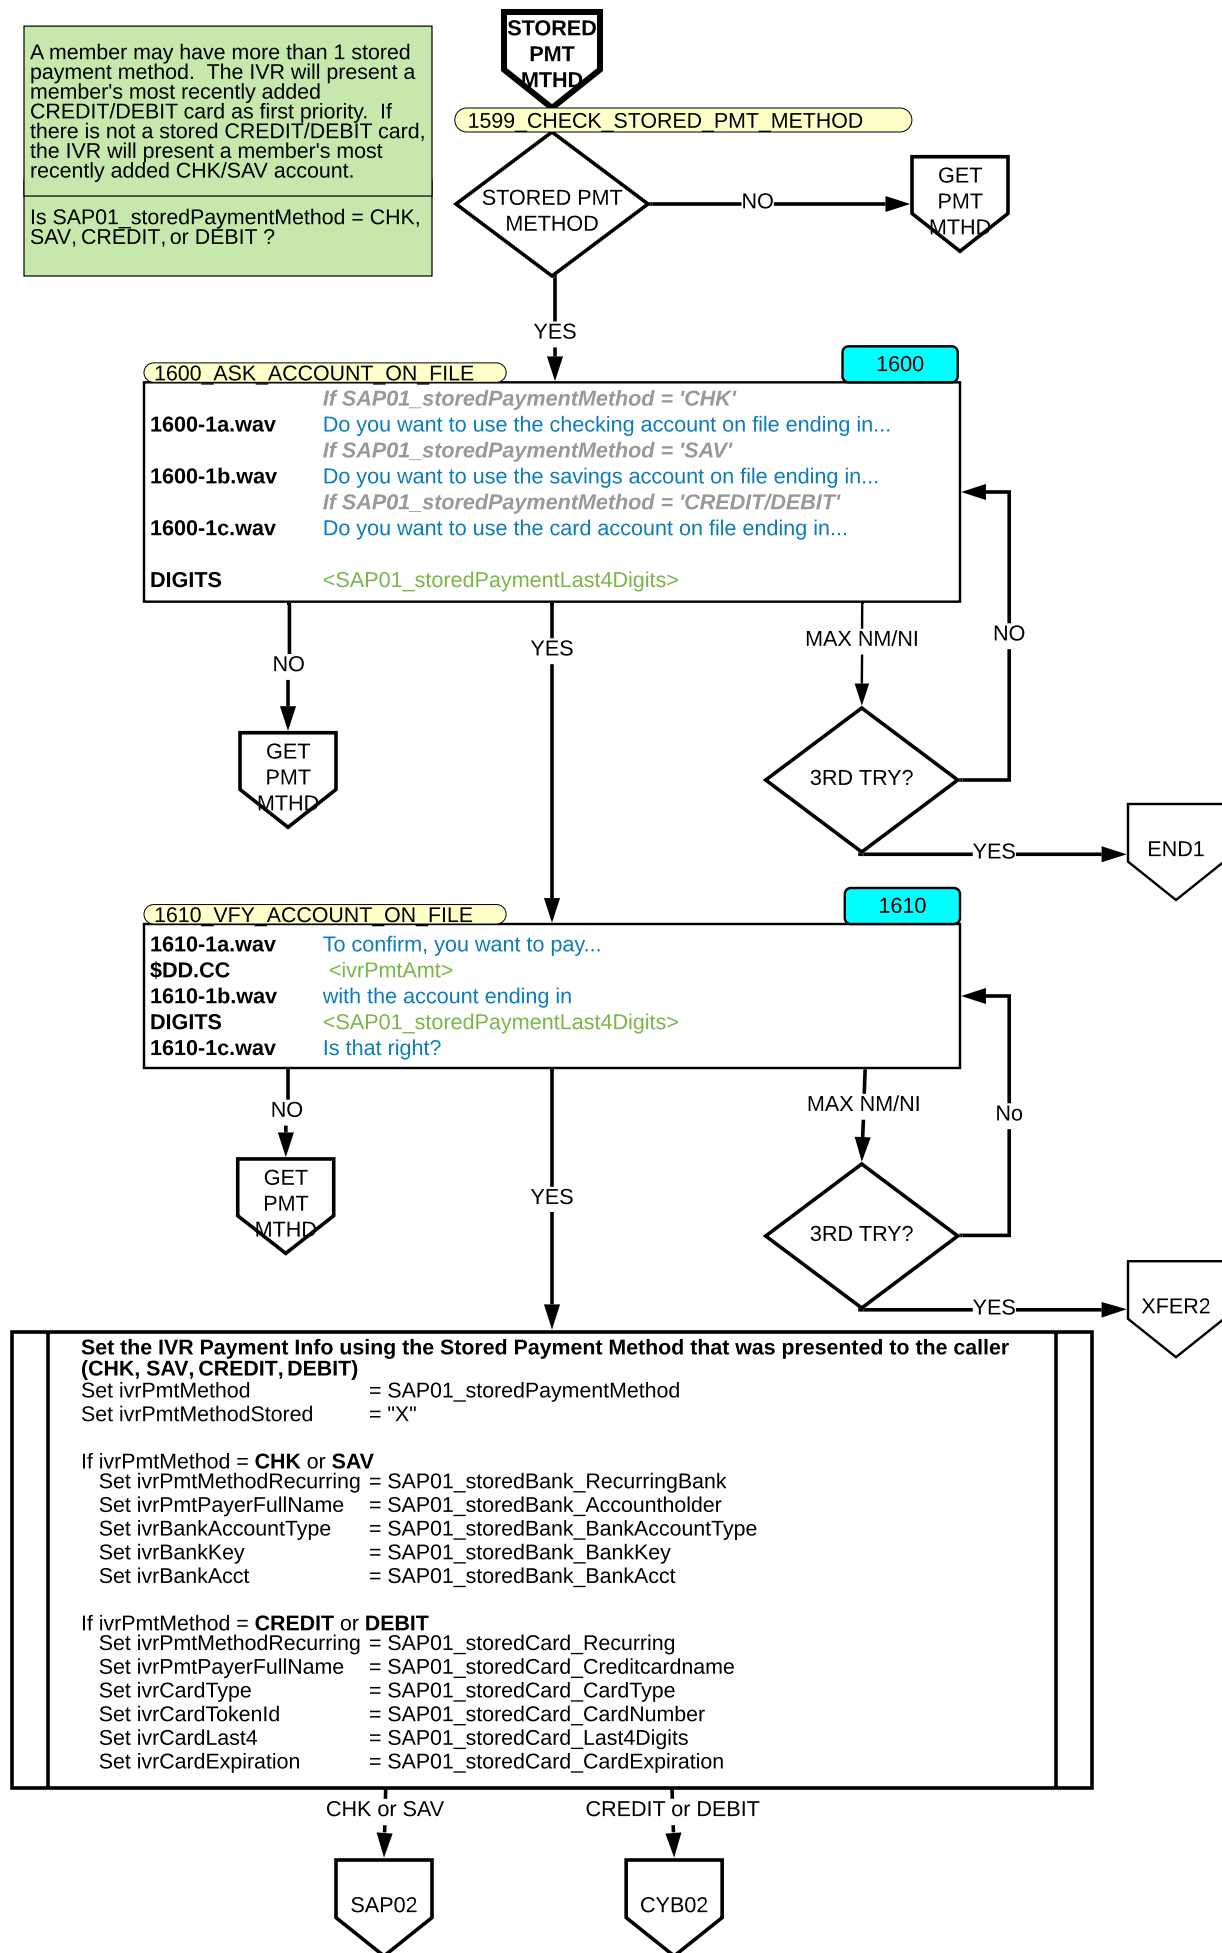 STORED
PMT
MTHD
A member may have more than 1 stored
payment method.  The IVR will present a
member's most recently added
CREDIT/DEBIT card as first priority.  If
there is not a stored CREDIT/DEBIT card,
the IVR will present a member's most
recently added CHK/SAV account.
Is SAP01_storedPaymentMethod = CHK,
SAV, CREDIT, or DEBIT ?
1599_CHECK_STORED_PMT_METHOD
STORED PMT
METHOD
NO
GET
PMT
MTHD
YES
1600_ASK_ACCOUNT_ON_FILE
1600
If SAP01_storedPaymentMethod = 'CHK'
1600-1a.wav Do you want to use the checking account on file ending in...
If SAP01_storedPaymentMethod = 'SAV'
1600-1b.wav Do you want to use the savings account on file ending in...
If SAP01_storedPaymentMethod = 'CREDIT/DEBIT'
1600-1c.wav Do you want to use the card account on file ending in...
DIGITS <SAP01_storedPaymentLast4Digits>
NO
YES
MAX NM/NI
NO
GET
PMT
MTHD
3RD TRY?
YES
END1
1610_VFY_ACCOUNT_ON_FILE
1610
1610-1a.wav To confirm, you want to pay...
$DD.CC <ivrPmtAmt>
1610-1b.wav with the account ending in
DIGITS <SAP01_storedPaymentLast4Digits>
1610-1c.wav Is that right?
NO
YES
MAX NM/NI
No
GET
PMT
MTHD
3RD TRY?
YES
XFER2
Set the IVR Payment Info using the Stored Payment Method that was presented to the caller
(CHK, SAV, CREDIT, DEBIT)
Set ivrPmtMethod = SAP01_storedPaymentMethod
Set ivrPmtMethodStored = "X"
If ivrPmtMethod = CHK or SAV
Set ivrPmtMethodRecurring = SAP01_storedBank_RecurringBank
Set ivrPmtPayerFullName = SAP01_storedBank_Accountholder
Set ivrBankAccountType = SAP01_storedBank_BankAccountType
Set ivrBankKey = SAP01_storedBank_BankKey
Set ivrBankAcct = SAP01_storedBank_BankAcct
If ivrPmtMethod = CREDIT or DEBIT
Set ivrPmtMethodRecurring = SAP01_storedCard_Recurring
Set ivrPmtPayerFullName = SAP01_storedCard_Creditcardname
Set ivrCardType = SAP01_storedCard_CardType
Set ivrCardTokenId = SAP01_storedCard_CardNumber
Set ivrCardLast4 = SAP01_storedCard_Last4Digits
Set ivrCardExpiration = SAP01_storedCard_CardExpiration
CHK or SAV
CREDIT or DEBIT
SAP02
CYB02